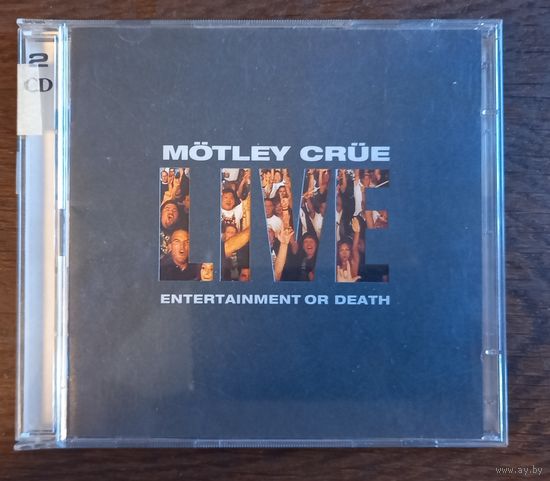 2
CD
MÖTLEY CRÜE
LIVE
ENTERTAINMENT OR DEATH
www.ay.by